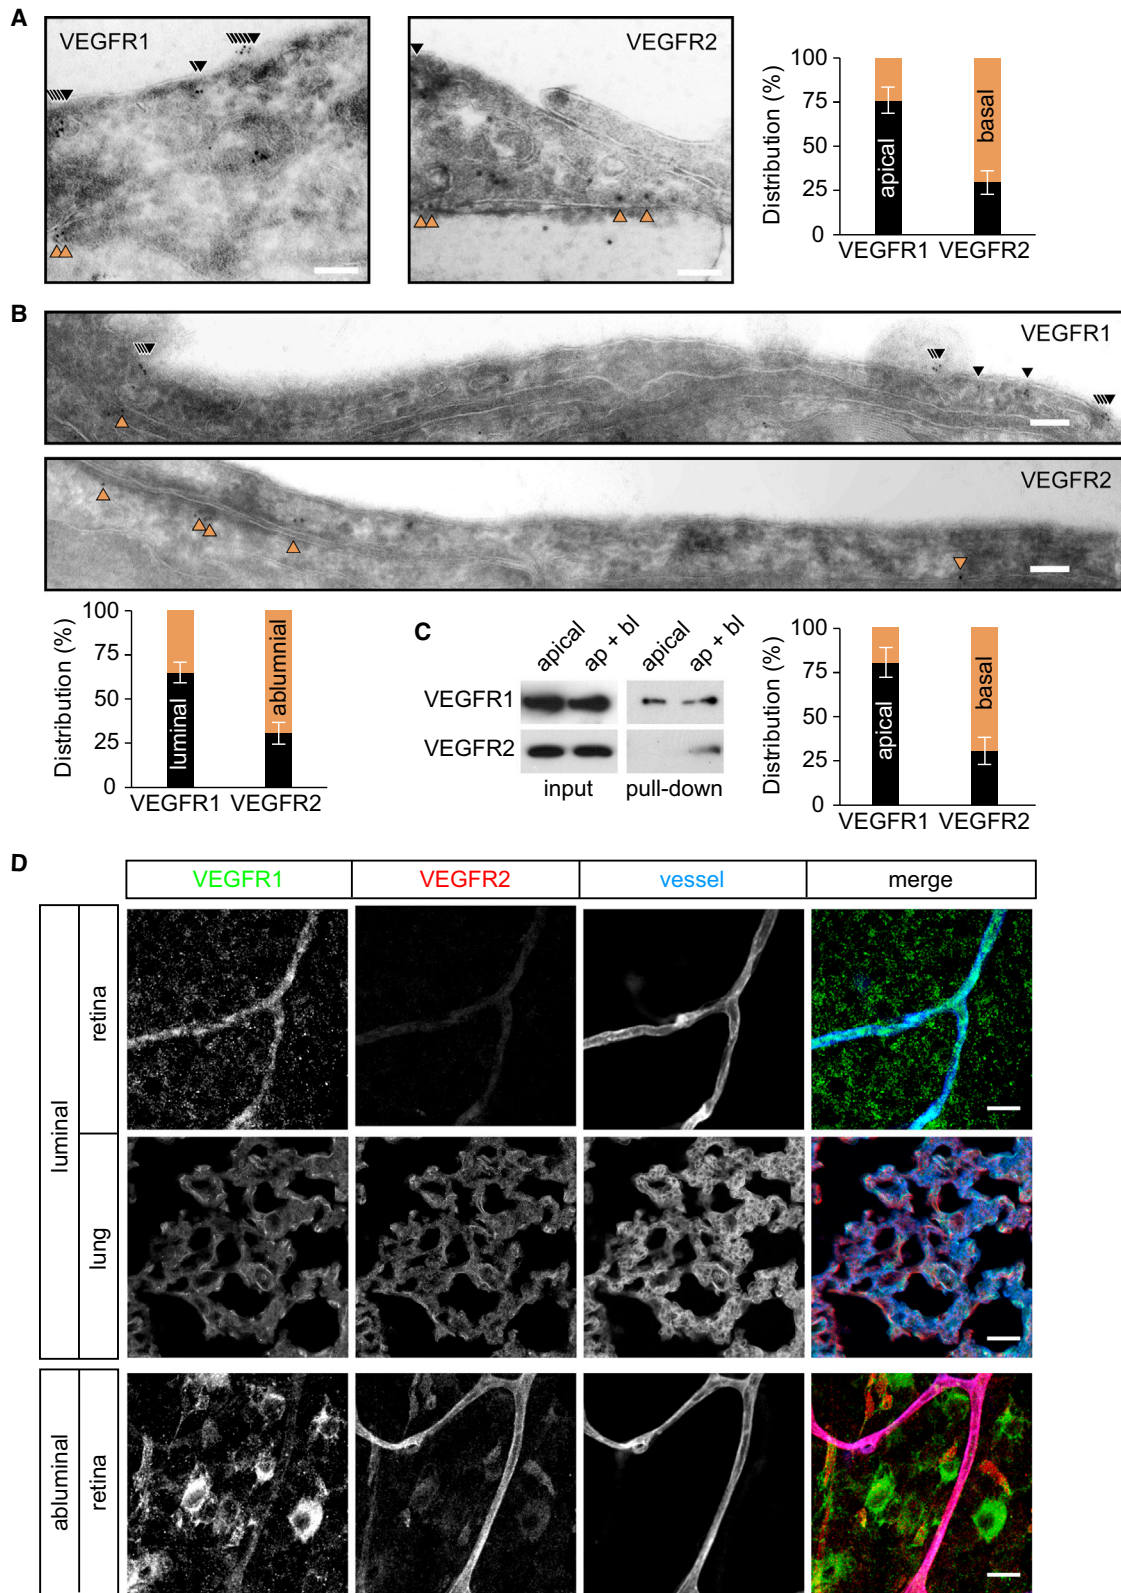 A
VEGFR1
VEGFR2
Distribution (%)
100
75
50
25
0
apical
basal
VEGFR1
VEGFR2
B
VEGFR1
VEGFR2
Distribution (%)
100
75
50
25
0
luminal
ablumnial
VEGFR1
VEGFR2
C
apical
ap + bl
apical
ap + bl
VEGFR1
VEGFR2
input
pull-down
Distribution (%)
100
75
50
25
0
apical
basal
VEGFR1
VEGFR2
D
VEGFR1
VEGFR2
vessel
merge
luminal
retina
lung
abluminal
retina